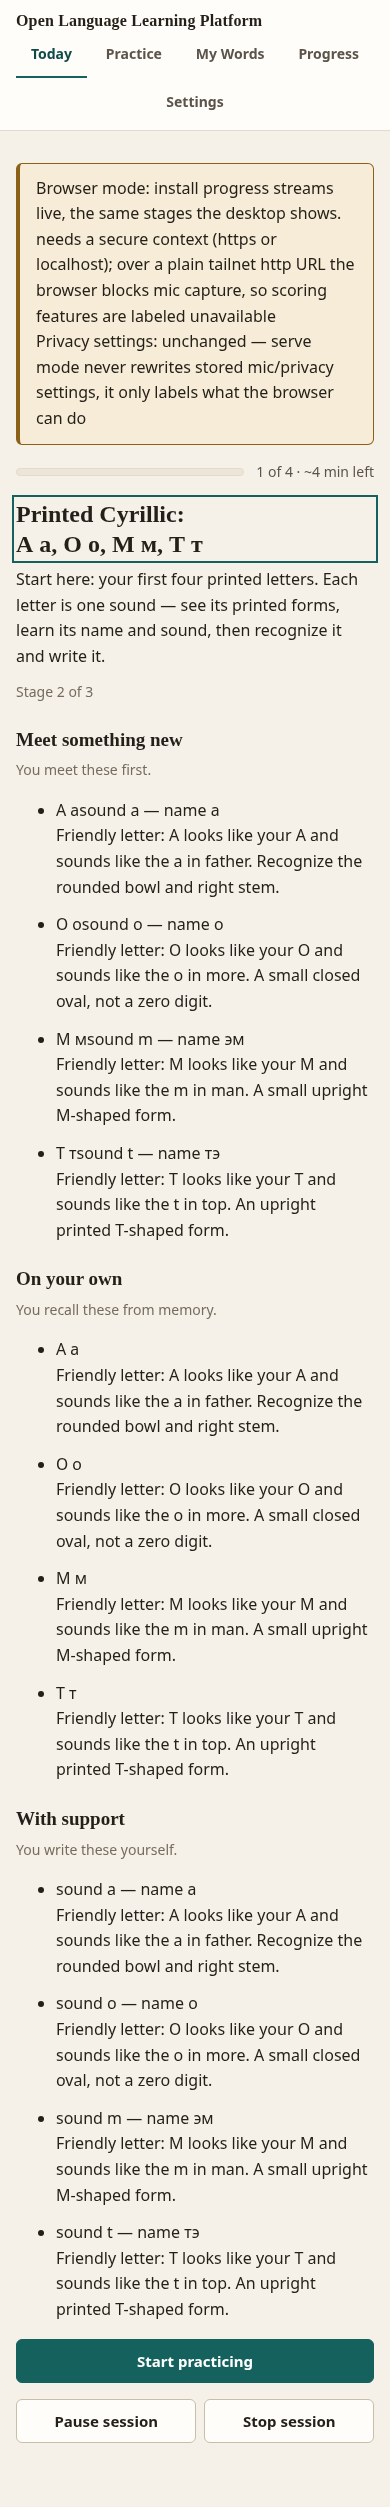 Open Language Learning Platform
Today Practice My Words Progress
Settings
Browser mode: install progress streams
live, the same stages the desktop shows.
needs a secure context (https or
localhost); over a plain tailnet http URL the
browser blocks mic capture, so scoring
features are labeled unavailable
Privacy settings: unchanged — serve
mode never rewrites stored mic/privacy
settings, it only labels what the browser
can do
1 of 4 · ~4 min left
Printed Cyrillic:
А а, О о, М м, Т т
Start here: your first four printed letters. Each
letter is one sound — see its printed forms,
learn its name and sound, then recognize it
and write it.
Stage 2 of 3
Meet something new
You meet these first.
А аsound a — name а
Friendly letter: А looks like your A and
sounds like the a in father. Recognize the
rounded bowl and right stem.
О оsound o — name о
Friendly letter: О looks like your O and
sounds like the o in more. A small closed
oval, not a zero digit.
М мsound m — name эм
Friendly letter: М looks like your M and
sounds like the m in man. A small upright
M-shaped form.
Т тsound t — name тэ
Friendly letter: Т looks like your T and
sounds like the t in top. An upright
printed T-shaped form.
On your own
You recall these from memory.
А а
Friendly letter: А looks like your A and
sounds like the a in father. Recognize the
rounded bowl and right stem.
О о
Friendly letter: О looks like your O and
sounds like the o in more. A small closed
oval, not a zero digit.
М м
Friendly letter: М looks like your M and
sounds like the m in man. A small upright
M-shaped form.
Т т
Friendly letter: Т looks like your T and
sounds like the t in top. An upright
printed T-shaped form.
With support
You write these yourself.
sound a — name а
Friendly letter: А looks like your A and
sounds like the a in father. Recognize the
rounded bowl and right stem.
sound o — name о
Friendly letter: О looks like your O and
sounds like the o in more. A small closed
oval, not a zero digit.
sound m — name эм
Friendly letter: М looks like your M and
sounds like the m in man. A small upright
M-shaped form.
sound t — name тэ
Friendly letter: Т looks like your T and
sounds like the t in top. An upright
printed T-shaped form.
Start practicing
Pause session Stop session